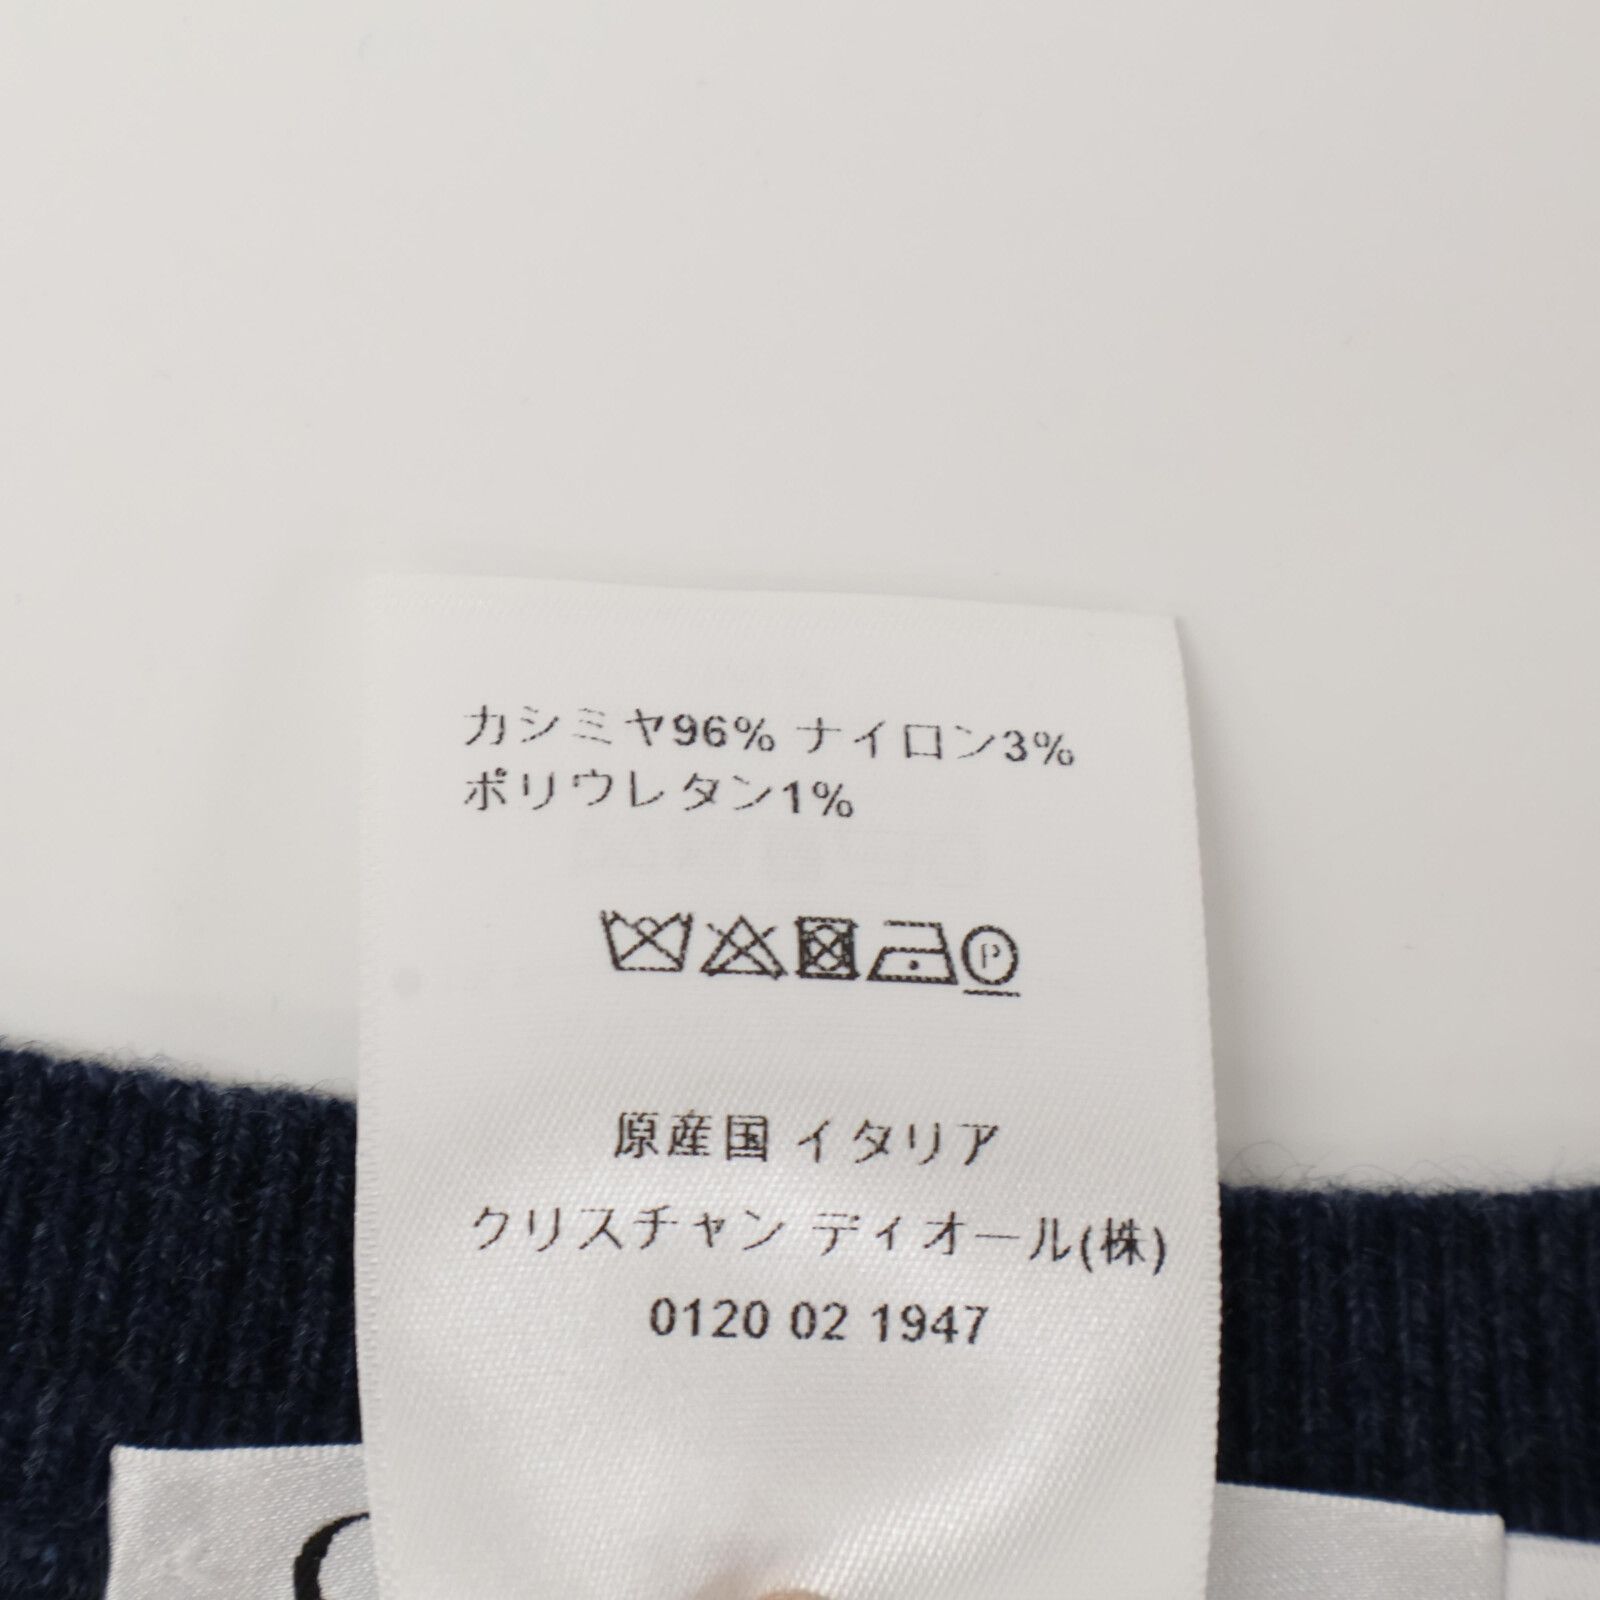 カシミヤ96% ナイロン3%
ポリウレタン1%
P
原産国 イタリア
クリスチャン ディオール(株)
0120 02 1947